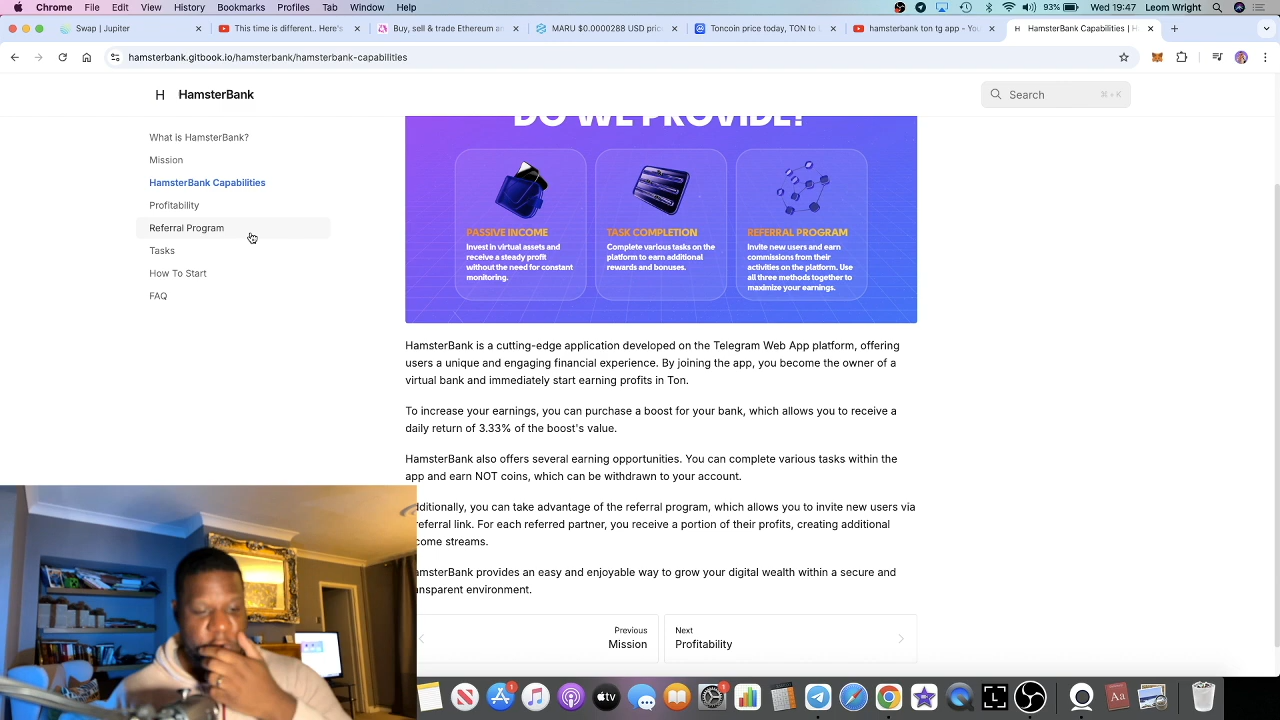 Chrome File Edit View History Bookmarks Profiles Tab Window Help 93% Wed 19:47 Leom Wright
Swap | Jupiter This time is different.. Here's Buy, sell & trade Ethereum an MARU $0.0000288 USD pric Toncoin price today, TON to hamsterbank ton tg app - You HamsterBank Capabilities | H
hamsterbank.gitbook.io/hamsterbank/hamsterbank-capabilities
H HamsterBank Search ⌘ + K
What is HamsterBank?
Mission
HamsterBank Capabilities
Profitability
Referral Program
Tasks
How To Start
FAQ
DO WE PROVIDE?
PASSIVE INCOME
Invest in virtual assets and
receive a steady profit
without the need for constant
monitoring.
TASK COMPLETION
Complete various tasks on the
platform to earn additional
rewards and bonuses.
REFERRAL PROGRAM
Invite new users and earn
commissions from their
activities on the platform. Use
all three methods together to
maximize your earnings.
HamsterBank is a cutting-edge application developed on the Telegram Web App platform, offering
users a unique and engaging financial experience. By joining the app, you become the owner of a
virtual bank and immediately start earning profits in Ton.
To increase your earnings, you can purchase a boost for your bank, which allows you to receive a
daily return of 3.33% of the boost's value.
HamsterBank also offers several earning opportunities. You can complete various tasks within the
app and earn NOT coins, which can be withdrawn to your account.
dditionally, you can take advantage of the referral program, which allows you to invite new users via
referral link. For each referred partner, you receive a portion of their profits, creating additional
come streams.
amsterBank provides an easy and enjoyable way to grow your digital wealth within a secure and
ansparent environment.
Previous
Mission
Next
Profitability
tv
Aa